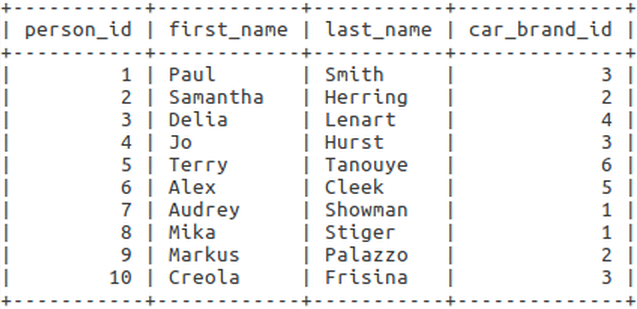 +-----------+------------+-----------+--------------+
| person_id | first_name | last_name | car_brand_id |
+-----------+------------+-----------+--------------+
|         1 | Paul       | Smith     |            3 |
|         2 | Samantha   | Herring   |            2 |
|         3 | Delia      | Lenart    |            4 |
|         4 | Jo         | Hurst     |            3 |
|         5 | Terry      | Tanouye   |            6 |
|         6 | Alex       | Cleek     |            5 |
|         7 | Audrey     | Showman   |            1 |
|         8 | Mika       | Stiger    |            1 |
|         9 | Markus     | Palazzo   |            2 |
|        10 | Creola     | Frisina   |            3 |
+-----------+------------+-----------+--------------+